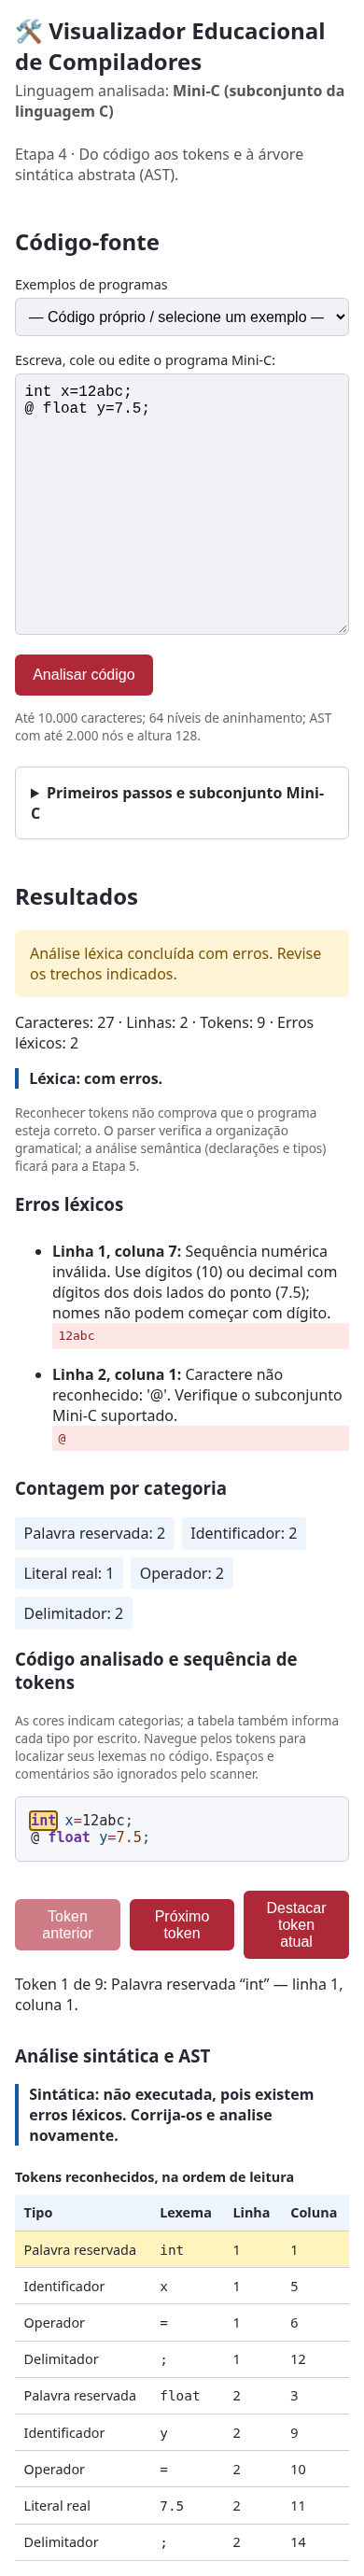 🛠️ Visualizador Educacional
de Compiladores
Linguagem analisada: Mini-C (subconjunto da
linguagem C)
Etapa 4 · Do código aos tokens e à árvore
sintática abstrata (AST).
Código-fonte
Exemplos de programas
— Código próprio / selecione um exemplo —
Escreva, cole ou edite o programa Mini-C:
int x=12abc;
@ float y=7.5;
Analisar código
Até 10.000 caracteres; 64 níveis de aninhamento; AST
com até 2.000 nós e altura 128.
▶ Primeiros passos e subconjunto Mini-
C
Resultados
Análise léxica concluída com erros. Revise
os trechos indicados.
Caracteres: 27 · Linhas: 2 · Tokens: 9 · Erros
léxicos: 2
Léxica: com erros.
Reconhecer tokens não comprova que o programa
esteja correto. O parser verifica a organização
gramatical; a análise semântica (declarações e tipos)
ficará para a Etapa 5.
Erros léxicos
• Linha 1, coluna 7: Sequência numérica
inválida. Use dígitos (10) ou decimal com
dígitos dos dois lados do ponto (7.5);
nomes não podem começar com dígito.
12abc
• Linha 2, coluna 1: Caractere não
reconhecido: '@'. Verifique o subconjunto
Mini-C suportado.
@
Contagem por categoria
Palavra reservada: 2 Identificador: 2
Literal real: 1 Operador: 2
Delimitador: 2
Código analisado e sequência de
tokens
As cores indicam categorias; a tabela também informa
cada tipo por escrito. Navegue pelos tokens para
localizar seus lexemas no código. Espaços e
comentários são ignorados pelo scanner.
int x=12abc;
@ float y=7.5;
Token
anterior
Próximo
token
Destacar
token
atual
Token 1 de 9: Palavra reservada “int” — linha 1,
coluna 1.
Análise sintática e AST
Sintática: não executada, pois existem
erros léxicos. Corrija-os e analise
novamente.
Tokens reconhecidos, na ordem de leitura
Tipo Lexema Linha Coluna
Palavra reservada int 1 1
Identificador x 1 5
Operador = 1 6
Delimitador ; 1 12
Palavra reservada float 2 3
Identificador y 2 9
Operador = 2 10
Literal real 7.5 2 11
Delimitador ; 2 14